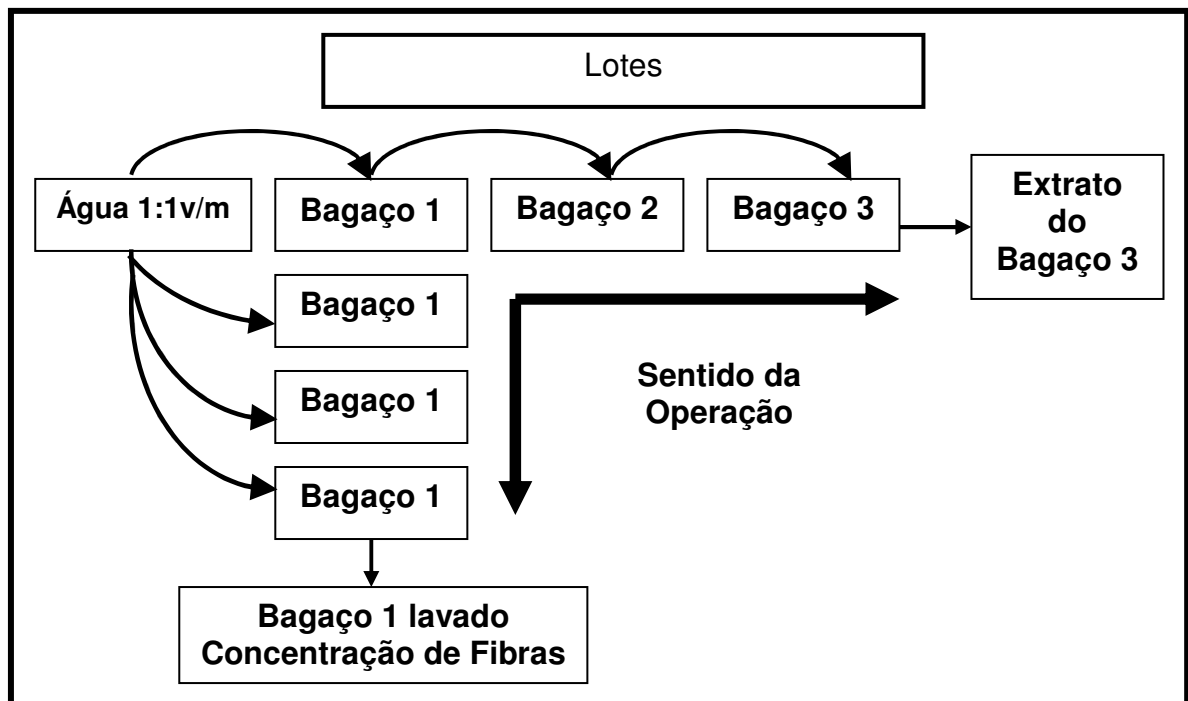 Lotes
Água 1:1v/m
Bagaço 1
Bagaço 2
Bagaço 3
Extrato
do
Bagaço 3
Bagaço 1
Bagaço 1
Bagaço 1
Sentido da
Operação
Bagaço 1 lavado
Concentração de Fibras